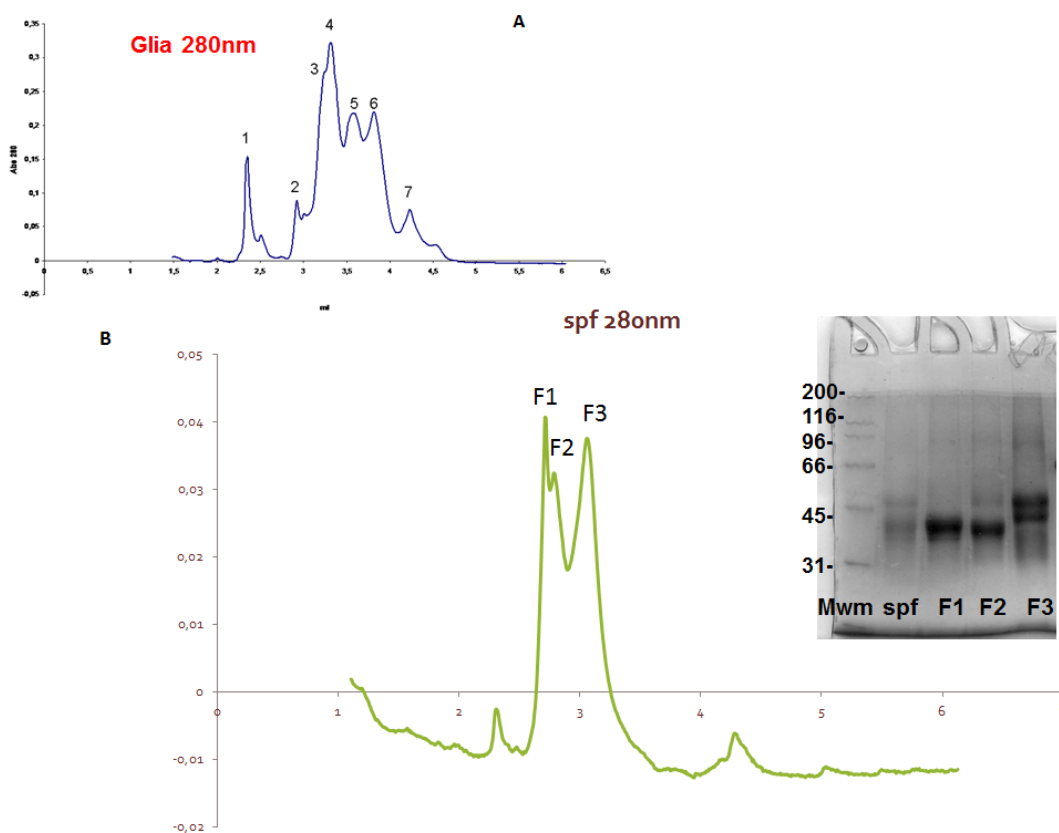 A
Glia 280nm
0,35
0,3
0,25
0,2
0,15
0,1
0,05
0
-0,05
Abs 280
0 0,5 1 1,5 2 2,5 3 3,5 4 4,5 5 5,5 6 6,5
ml
1 2 3 4 5 6 7
B
spf 280nm
0,05
0,04
0,03
0,02
0,01
0
-0,01
-0,02
0 1 2 3 4 5 6
F1
F2
F3
200-
116-
96-
66-
45-
31-
Mwm spf F1 F2 F3